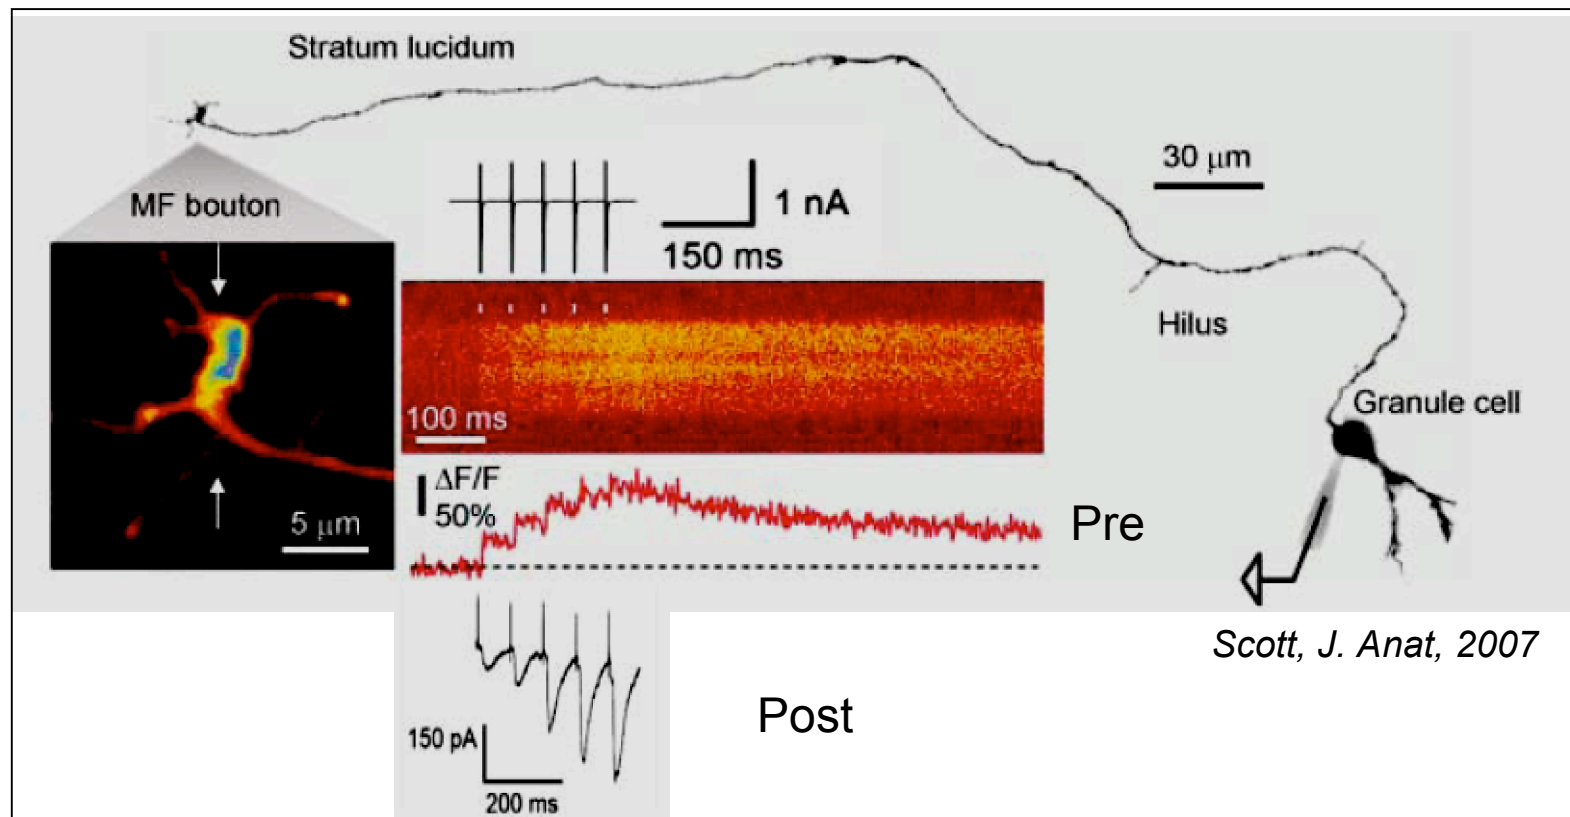 Stratum lucidum
30 μm
MF bouton
1 nA
150 ms
Hilus
Granule cell
100 ms
5 μm
ΔF/F
50%
Pre
Scott, J. Anat, 2007
Post
150 pA
200 ms